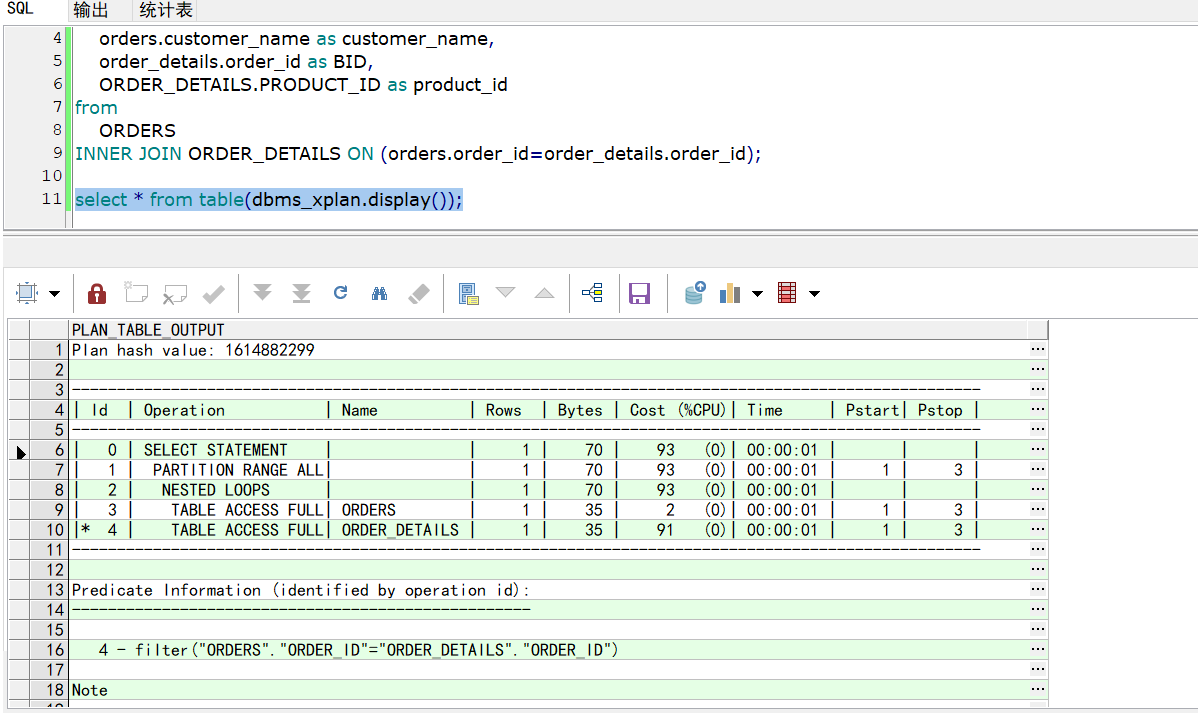 SQL 输出 统计表
4 orders.customer_name as customer_name,
5 order_details.order_id as BID,
6 ORDER_DETAILS.PRODUCT_ID as product_id
7 from
8 ORDERS
9 INNER JOIN ORDER_DETAILS ON (orders.order_id=order_details.order_id);
10
11 select * from table(dbms_xplan.display());
PLAN_TABLE_OUTPUT
1 Plan hash value: 1614882299 ...
2 ...
3 ----------------------------------------------------------------------------------------------------- ...
4 | Id | Operation | Name | Rows | Bytes | Cost (%CPU)| Time | Pstart| Pstop | ...
5 ----------------------------------------------------------------------------------------------------- ...
6 | 0 | SELECT STATEMENT | | 1 | 70 | 93 (0)| 00:00:01 | | | ...
7 | 1 | PARTITION RANGE ALL| | 1 | 70 | 93 (0)| 00:00:01 | 1 | 3 | ...
8 | 2 | NESTED LOOPS | | 1 | 70 | 93 (0)| 00:00:01 | | | ...
9 | 3 | TABLE ACCESS FULL| ORDERS | 1 | 35 | 2 (0)| 00:00:01 | 1 | 3 | ...
10 |* 4 | TABLE ACCESS FULL| ORDER_DETAILS | 1 | 35 | 91 (0)| 00:00:01 | 1 | 3 | ...
11 ----------------------------------------------------------------------------------------------------- ...
12 ...
13 Predicate Information (identified by operation id): ...
14 --------------------------------------------------- ...
15 ...
16 4 - filter("ORDERS"."ORDER_ID"="ORDER_DETAILS"."ORDER_ID") ...
17 ...
18 Note ...